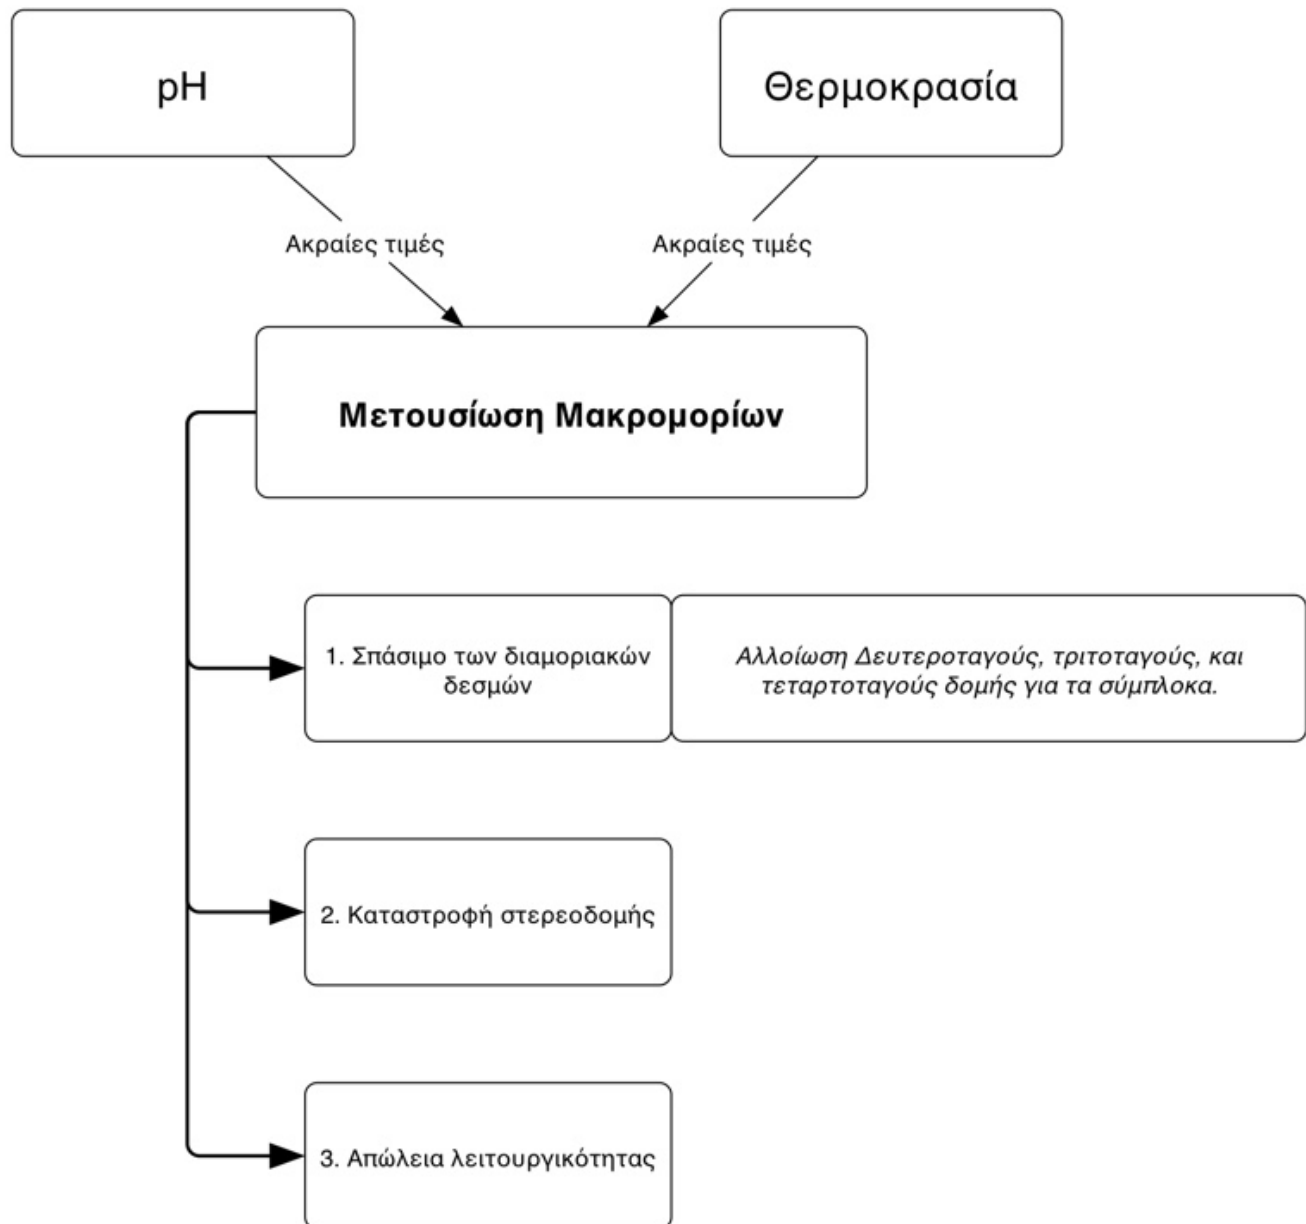 pH
Θερμοκρασία
Ακραίες τιμές
Ακραίες τιμές
Μετουσίωση Μακρομορίων
1. Σπάσιμο των διαμοριακών
δεσμών
Αλλοίωση Δευτεροταγούς, τριτοταγούς, και
τεταρτοταγούς δομής για τα σύμπλοκα.
2. Καταστροφή στερεοδομής
3. Απώλεια λειτουργικότητας